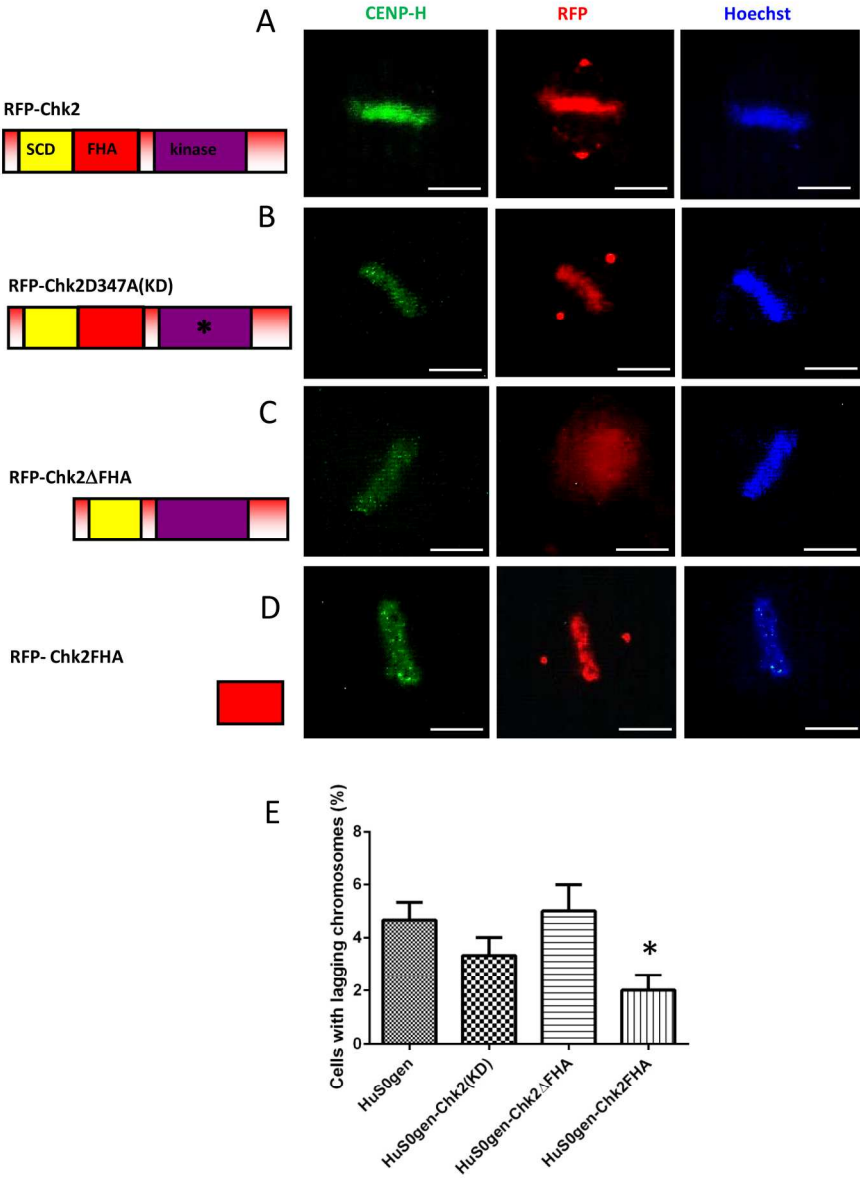 A
CENP-H
RFP
Hoechst
RFP-Chk2
SCD
FHA
kinase
B
RFP-Chk2D347A(KD)
*
C
RFP-Chk2ΔFHA
D
RFP- Chk2FHA
E
Cells with lagging chromosomes (%)
8
6
4
2
0
*
HuS0gen
HuS0gen-Chk2(KD)
HuS0gen-Chk2ΔFHA
HuS0gen-Chk2FHA